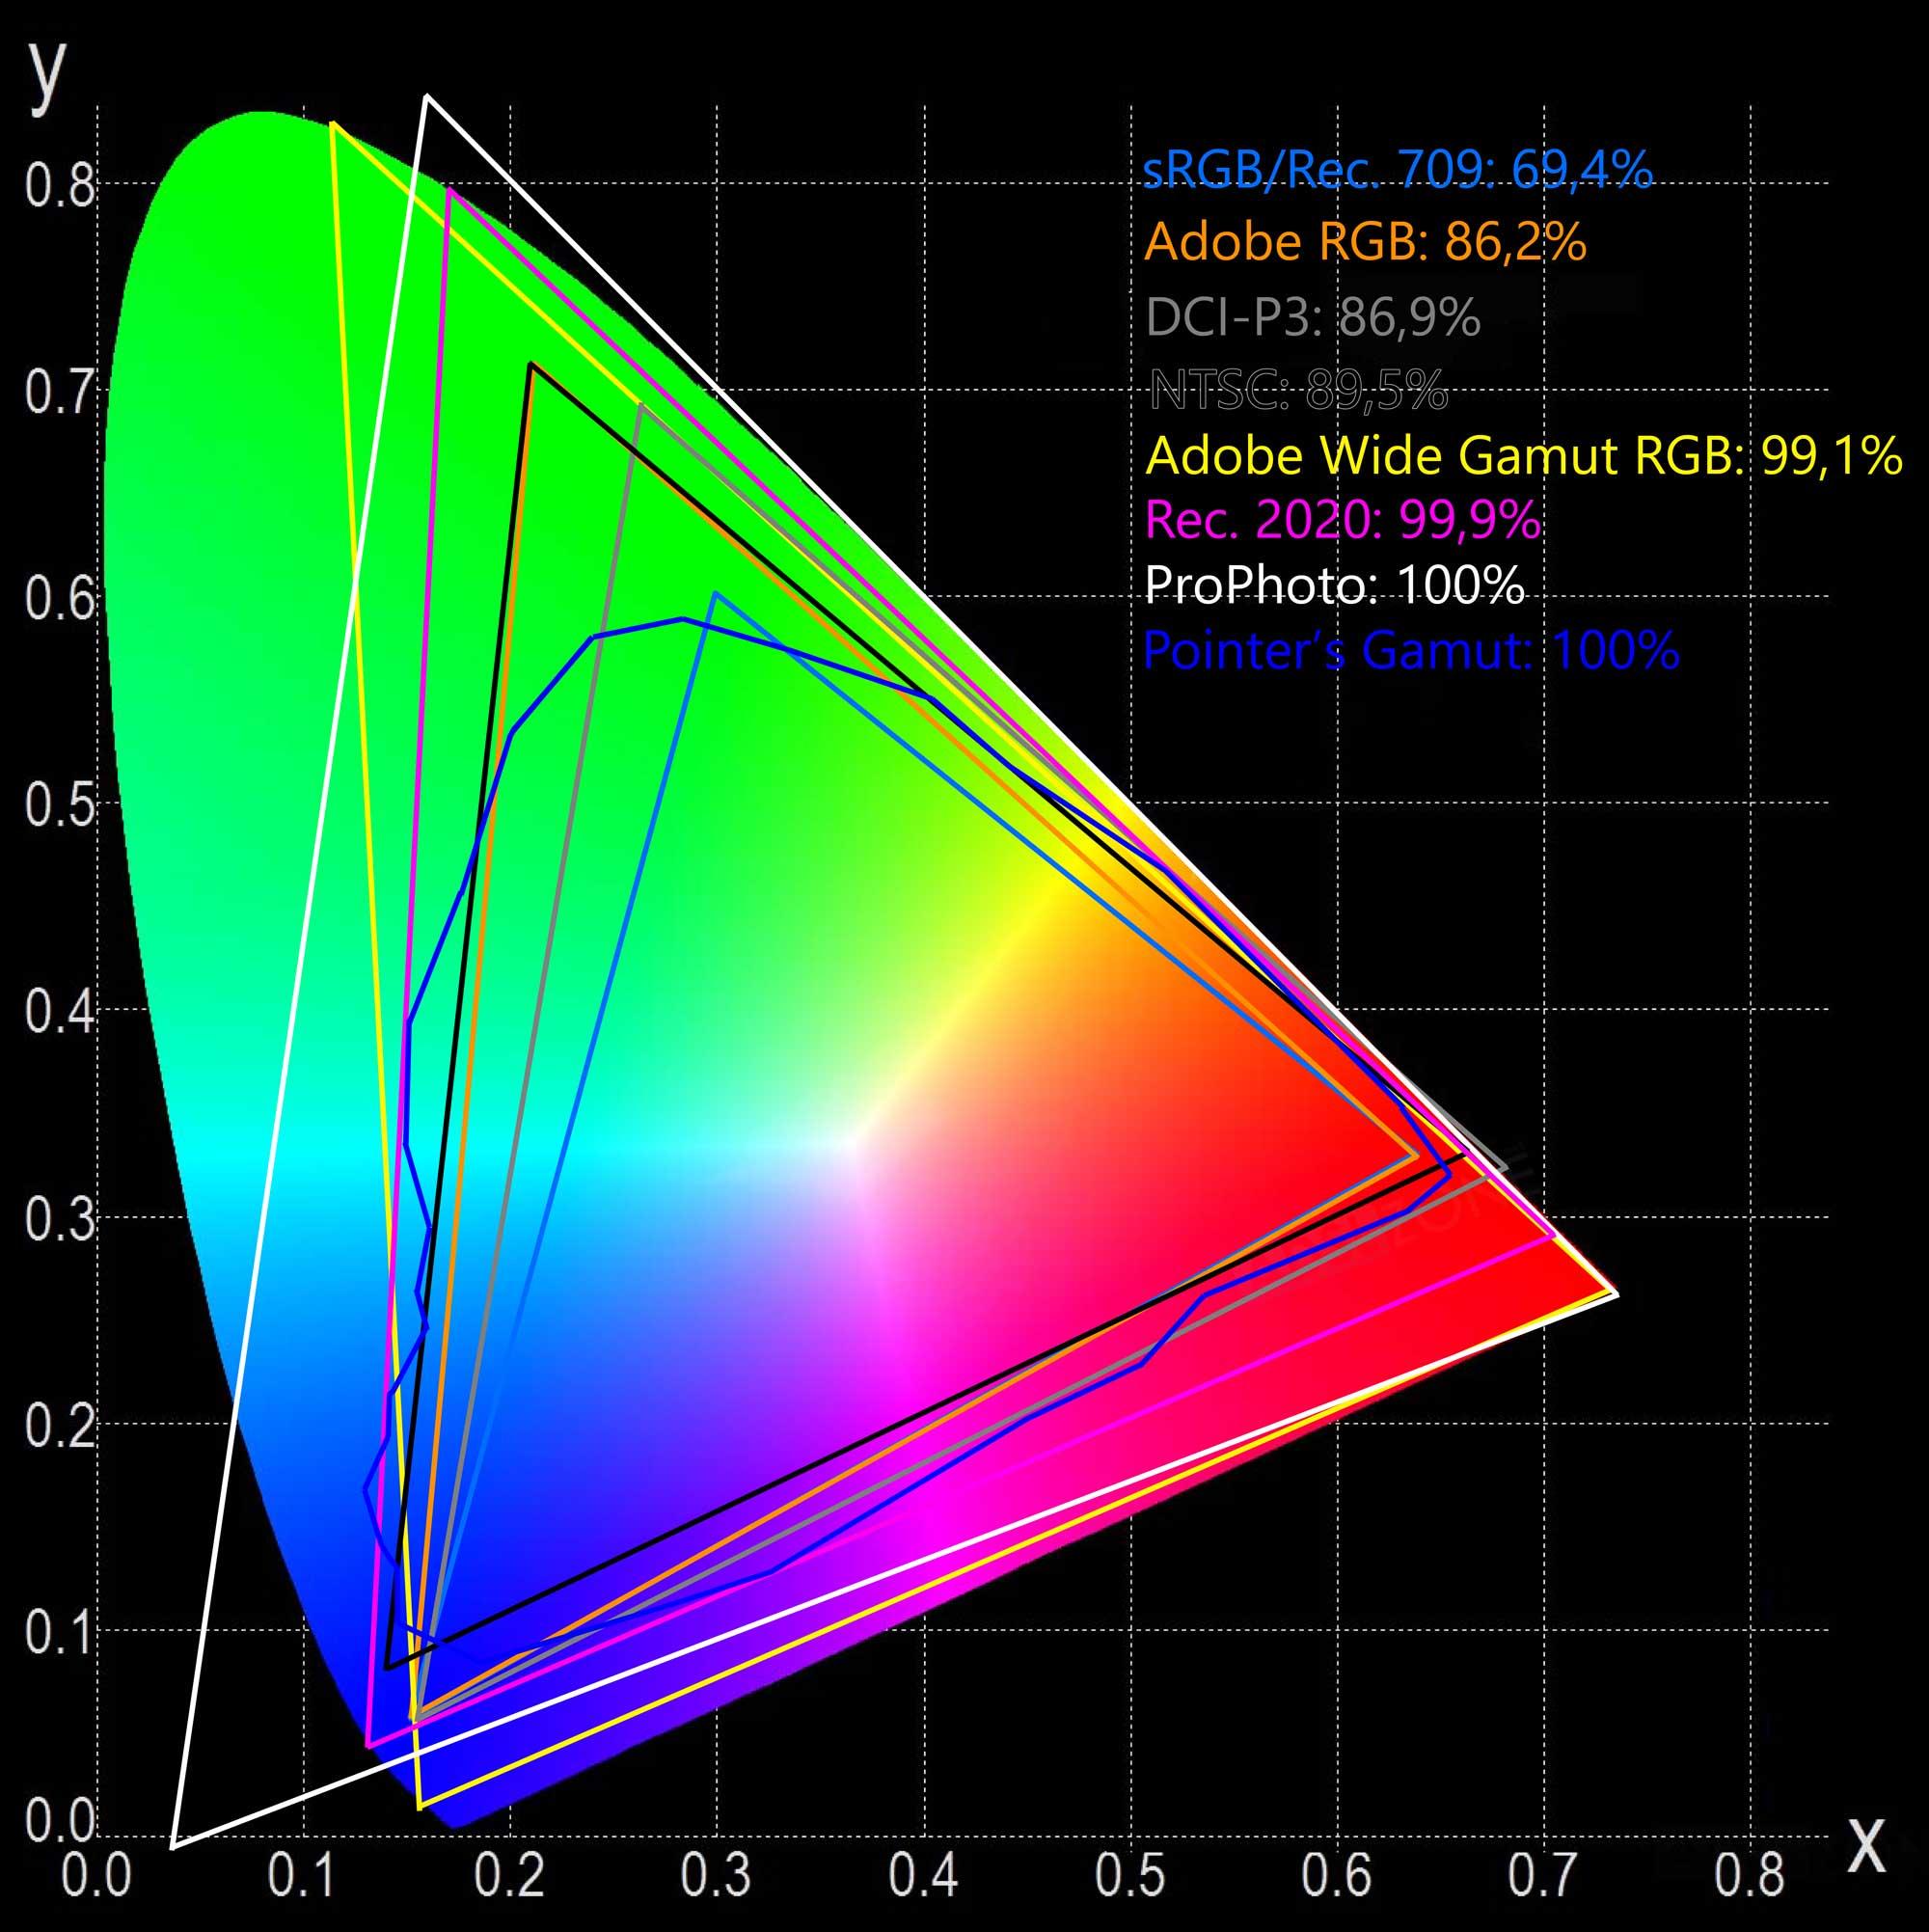 y
sRGB/Rec. 709: 69,4%
Adobe RGB: 86,2%
DCI-P3: 86,9%
NTSC: 89,5%
Adobe Wide Gamut RGB: 99,1%
Rec. 2020: 99,9%
ProPhoto: 100%
Pointer’s Gamut: 100%
0.8
0.7
0.6
0.5
0.4
0.3
0.2
0.1
0.0
0.0 0.1 0.2 0.3 0.4 0.5 0.6 0.7 0.8
x